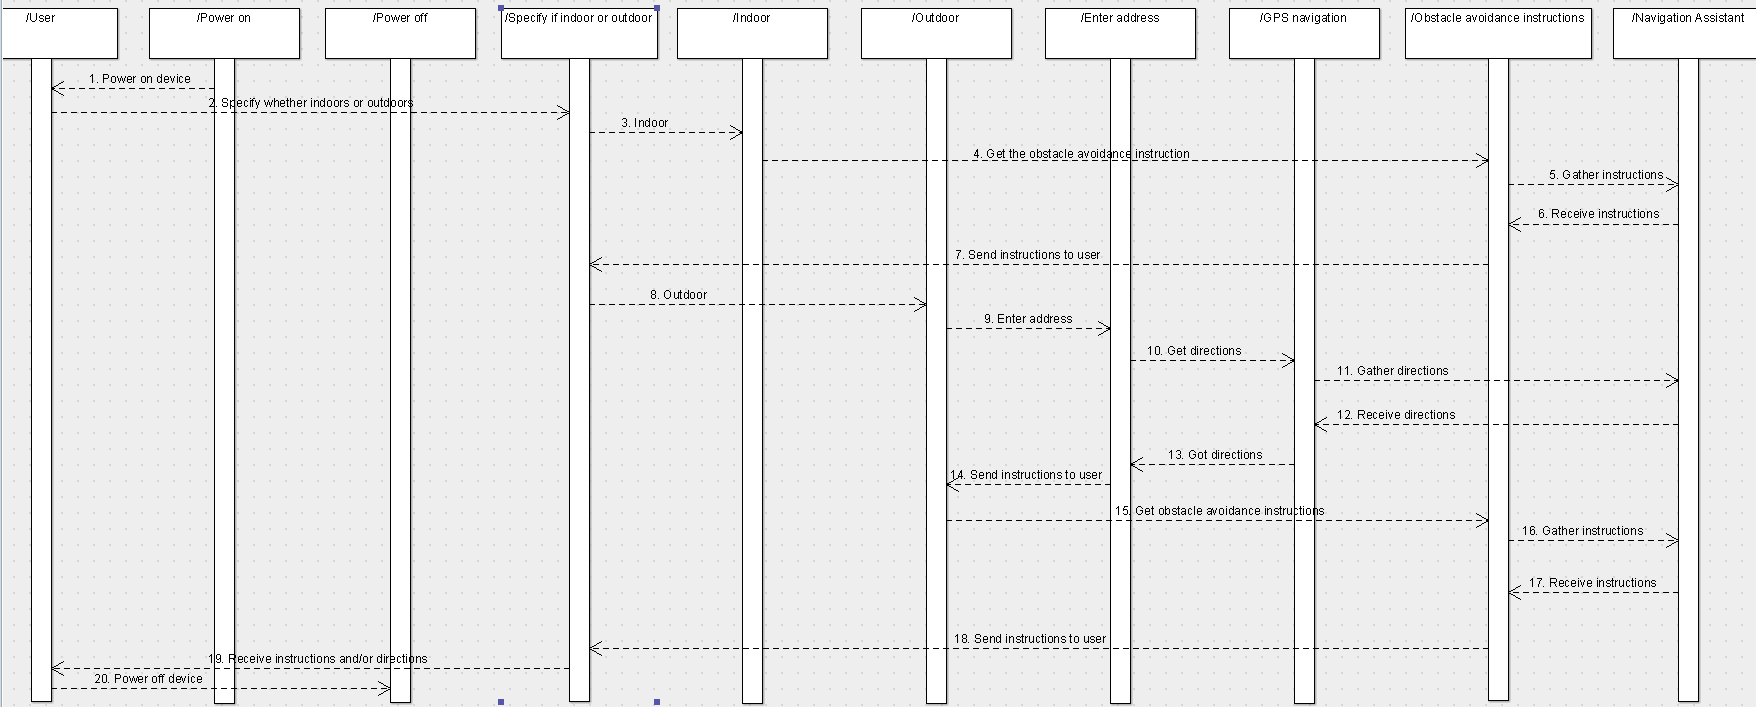 /User
/Power on
/Power off
/Specify if indoor or outdoor
/Indoor
/Outdoor
/Enter address
/GPS navigation
/Obstacle avoidance instructions
/Navigation Assistant
1. Power on device
2. Specify whether indoors or outdoors
3. Indoor
4. Get the obstacle avoidance instruction
5. Gather instructions
6. Receive instructions
7. Send instructions to user
8. Outdoor
9. Enter address
10. Get directions
11. Gather directions
12. Receive directions
13. Got directions
14. Send instructions to user
15. Get obstacle avoidance instructions
16. Gather instructions
17. Receive instructions
18. Send instructions to user
19. Receive instructions and/or directions
20. Power off device